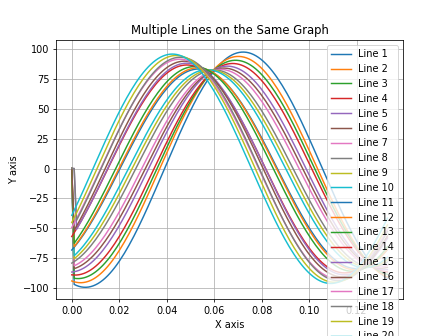 Multiple Lines on the Same Graph
100
75
50
25
0
−25
−50
−75
−100
Y axis
0.00
0.02
0.04
0.06
0.08
0.10
X axis
Line 1
Line 2
Line 3
Line 4
Line 5
Line 6
Line 7
Line 8
Line 9
Line 10
Line 11
Line 12
Line 13
Line 14
Line 15
Line 16
Line 17
Line 18
Line 19
Line 20